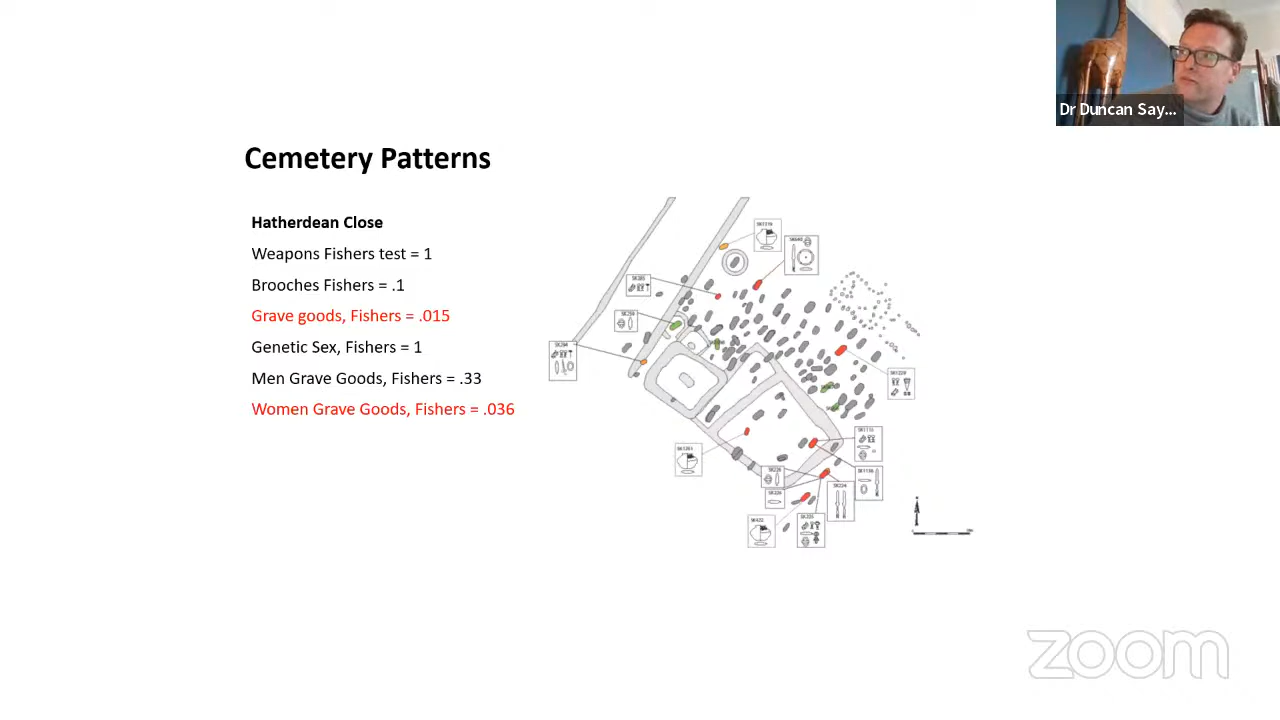 Dr Duncan Say...
Cemetery Patterns
Hatherdean Close
Weapons Fishers test = 1
Brooches Fishers = .1
Grave goods, Fishers = .015
Genetic Sex, Fishers = 1
Men Grave Goods, Fishers = .33
Women Grave Goods, Fishers = .036
zoom